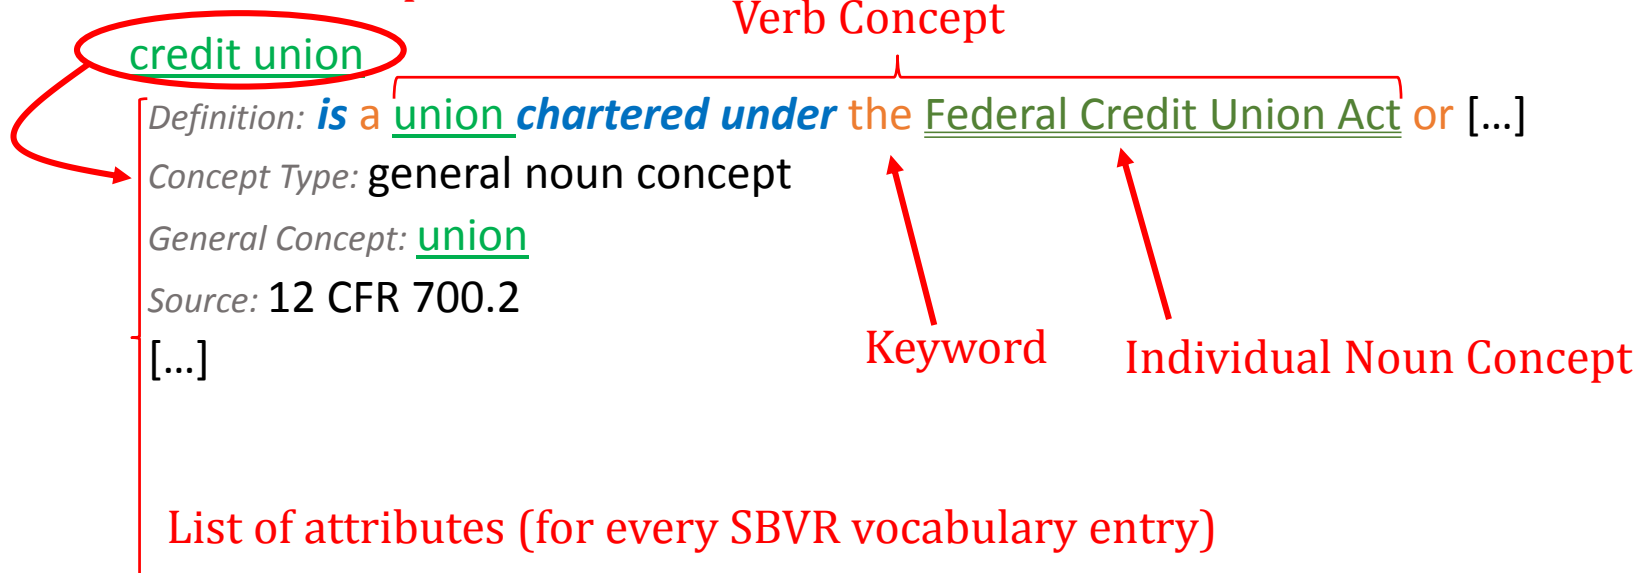 Verb Concept
credit union
Definition: is a union chartered under the Federal Credit Union Act or [...]
Concept Type: general noun concept
General Concept: union
Source: 12 CFR 700.2
[...]
Keyword
Individual Noun Concept
List of attributes (for every SBVR vocabulary entry)